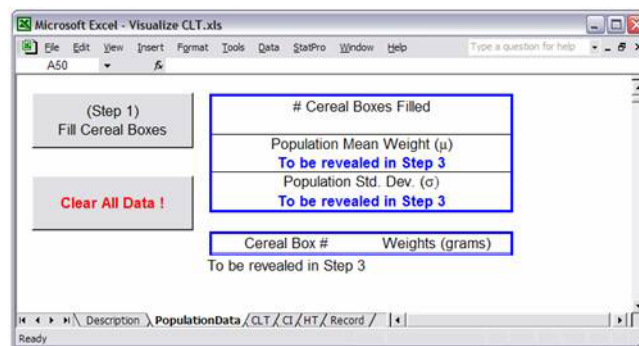 Microsoft Excel - Visualize CLT.xls
File Edit View Insert Format Tools Data StatPro Window Help Type a question for help
A50 fx
(Step 1)
Fill Cereal Boxes
Clear All Data !
# Cereal Boxes Filled
Population Mean Weight (μ)
To be revealed in Step 3
Population Std. Dev. (σ)
To be revealed in Step 3
Cereal Box # Weights (grams)
To be revealed in Step 3
Description PopulationData CLT CI HT Record
Ready